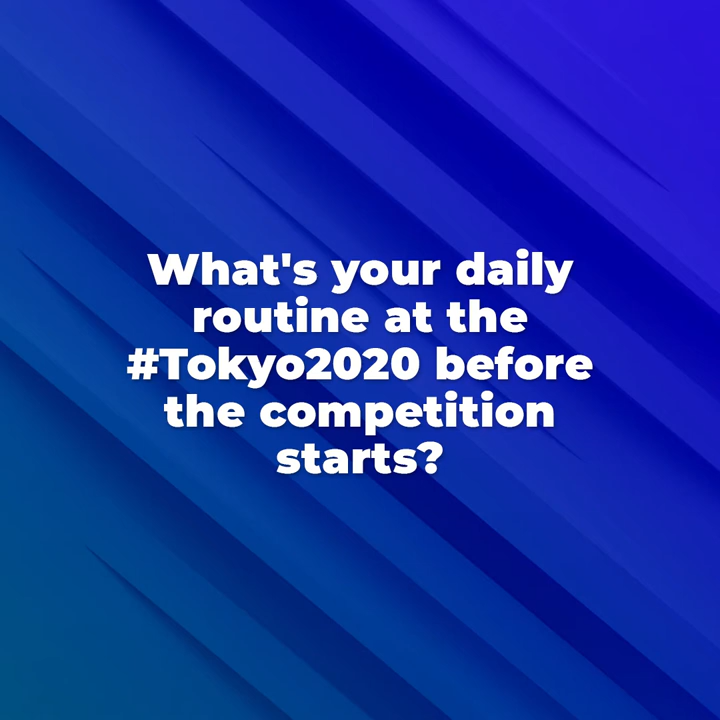 What's your daily
routine at the
#Tokyo2020 before
the competition
starts?